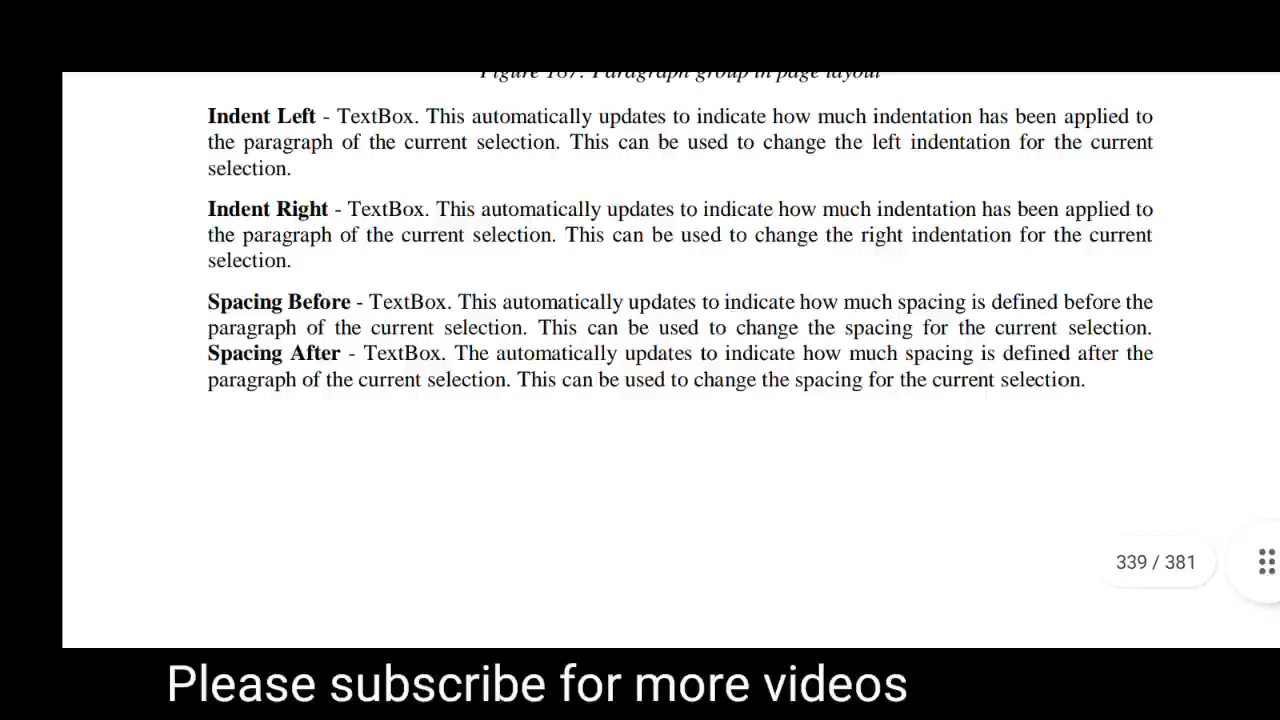 Figure 187: Paragraph group in page layout
Indent Left - TextBox. This automatically updates to indicate how much indentation has been applied to
the paragraph of the current selection. This can be used to change the left indentation for the current
selection.
Indent Right - TextBox. This automatically updates to indicate how much indentation has been applied to
the paragraph of the current selection. This can be used to change the right indentation for the current
selection.
Spacing Before - TextBox. This automatically updates to indicate how much spacing is defined before the
paragraph of the current selection. This can be used to change the spacing for the current selection.
Spacing After - TextBox. The automatically updates to indicate how much spacing is defined after the
paragraph of the current selection. This can be used to change the spacing for the current selection.
339 / 381
Please subscribe for more videos